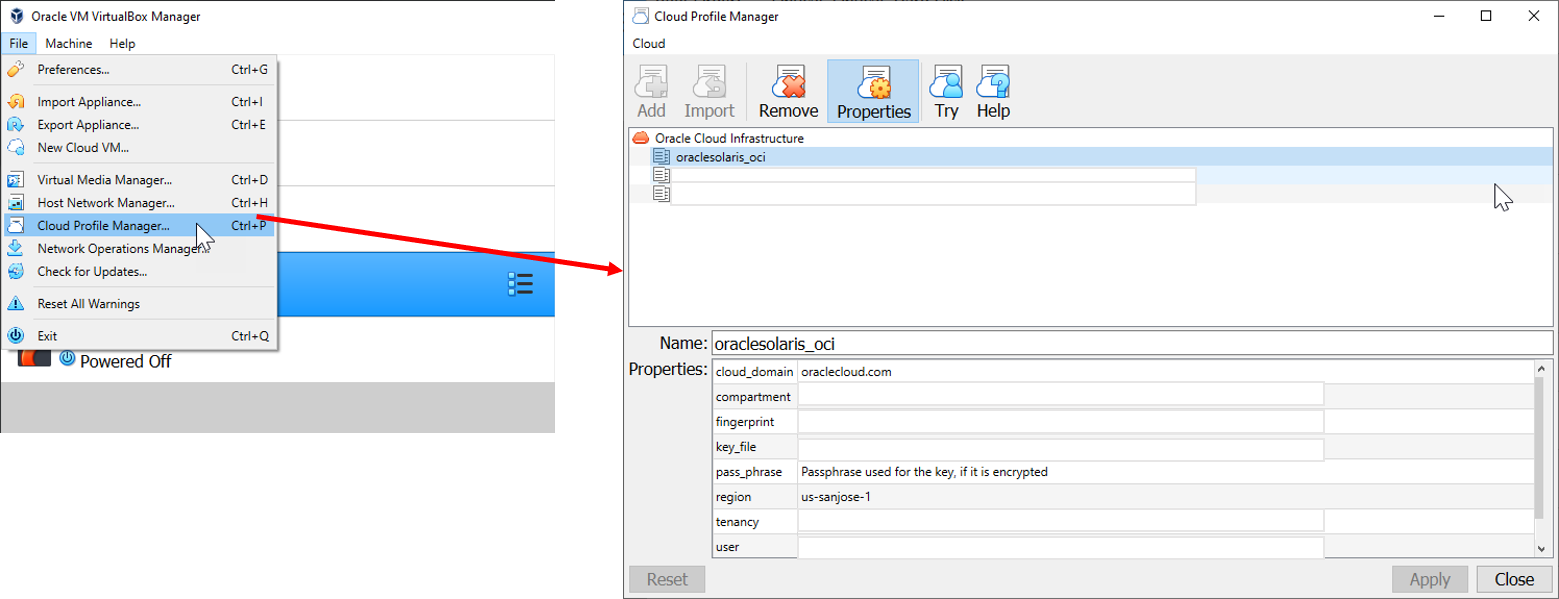 Oracle VM VirtualBox Manager
File Machine Help
Preferences... Ctrl+G
Import Appliance... Ctrl+I
Export Appliance... Ctrl+E
New Cloud VM...
Virtual Media Manager... Ctrl+D
Host Network Manager... Ctrl+H
Cloud Profile Manager... Ctrl+P
Network Operations Manager...
Check for Updates...
Reset All Warnings
Exit Ctrl+Q
Powered Off
Cloud Profile Manager
Cloud
Add Import Remove Properties Try Help
Oracle Cloud Infrastructure
oraclesolaris_oci
Name: oraclesolaris_oci
Properties: cloud_domain oraclecloud.com
compartment
fingerprint
key_file
pass_phrase Passphrase used for the key, if it is encrypted
region us-sanjose-1
tenancy
user
Reset Apply Close